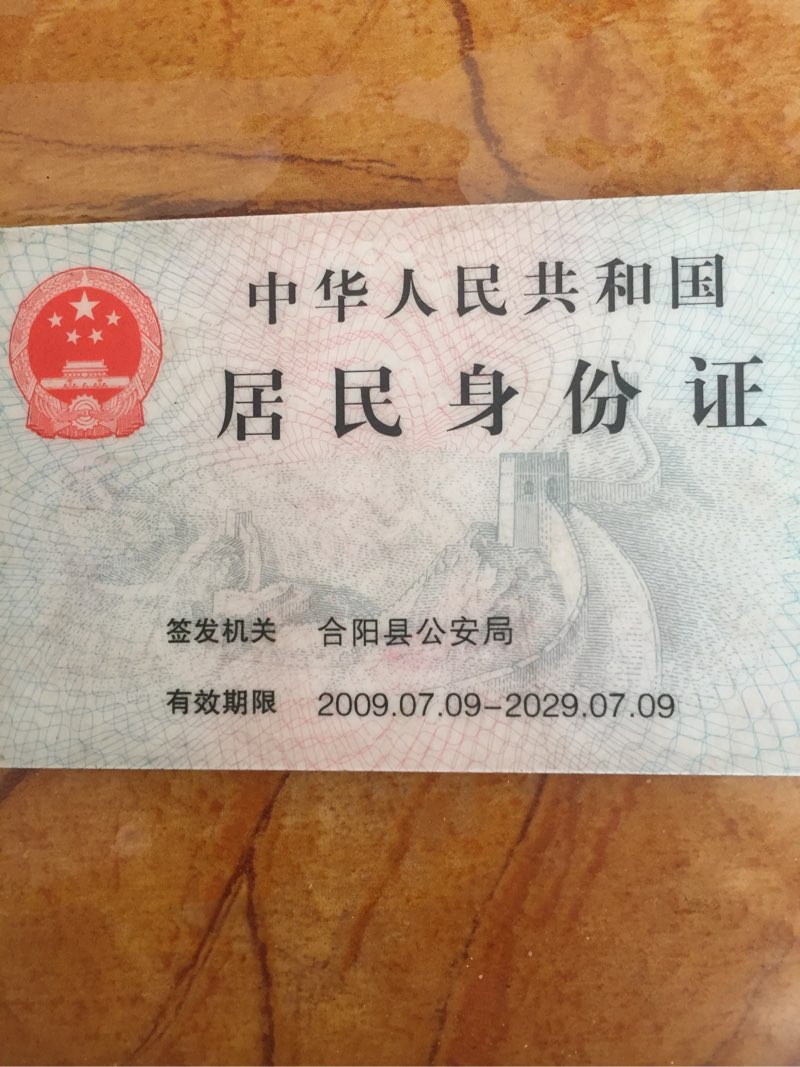 中华人民共和国
居民身份证
签发机关 合阳县公安局
有效期限 2009.07.09-2029.07.09